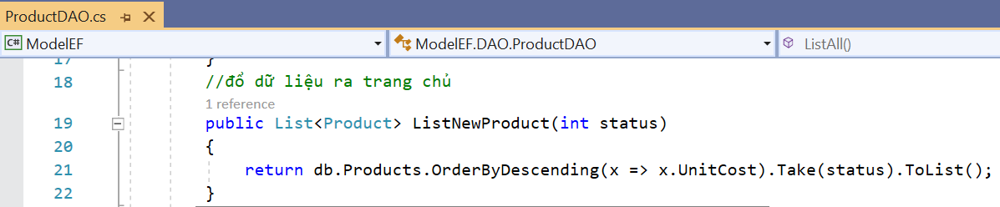 ProductDAO.cs
ModelEF ModelEF.DAO.ProductDAO ListAll()
17 }
18 //đổ dữ liệu ra trang chủ
1 reference
19 public List<Product> ListNewProduct(int status)
20 {
21 return db.Products.OrderByDescending(x => x.UnitCost).Take(status).ToList();
22 }